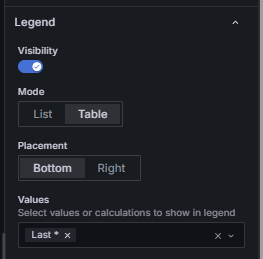 Legend
Visibility
Mode
List Table
Placement
Bottom Right
Values
Select values or calculations to show in legend
Last *